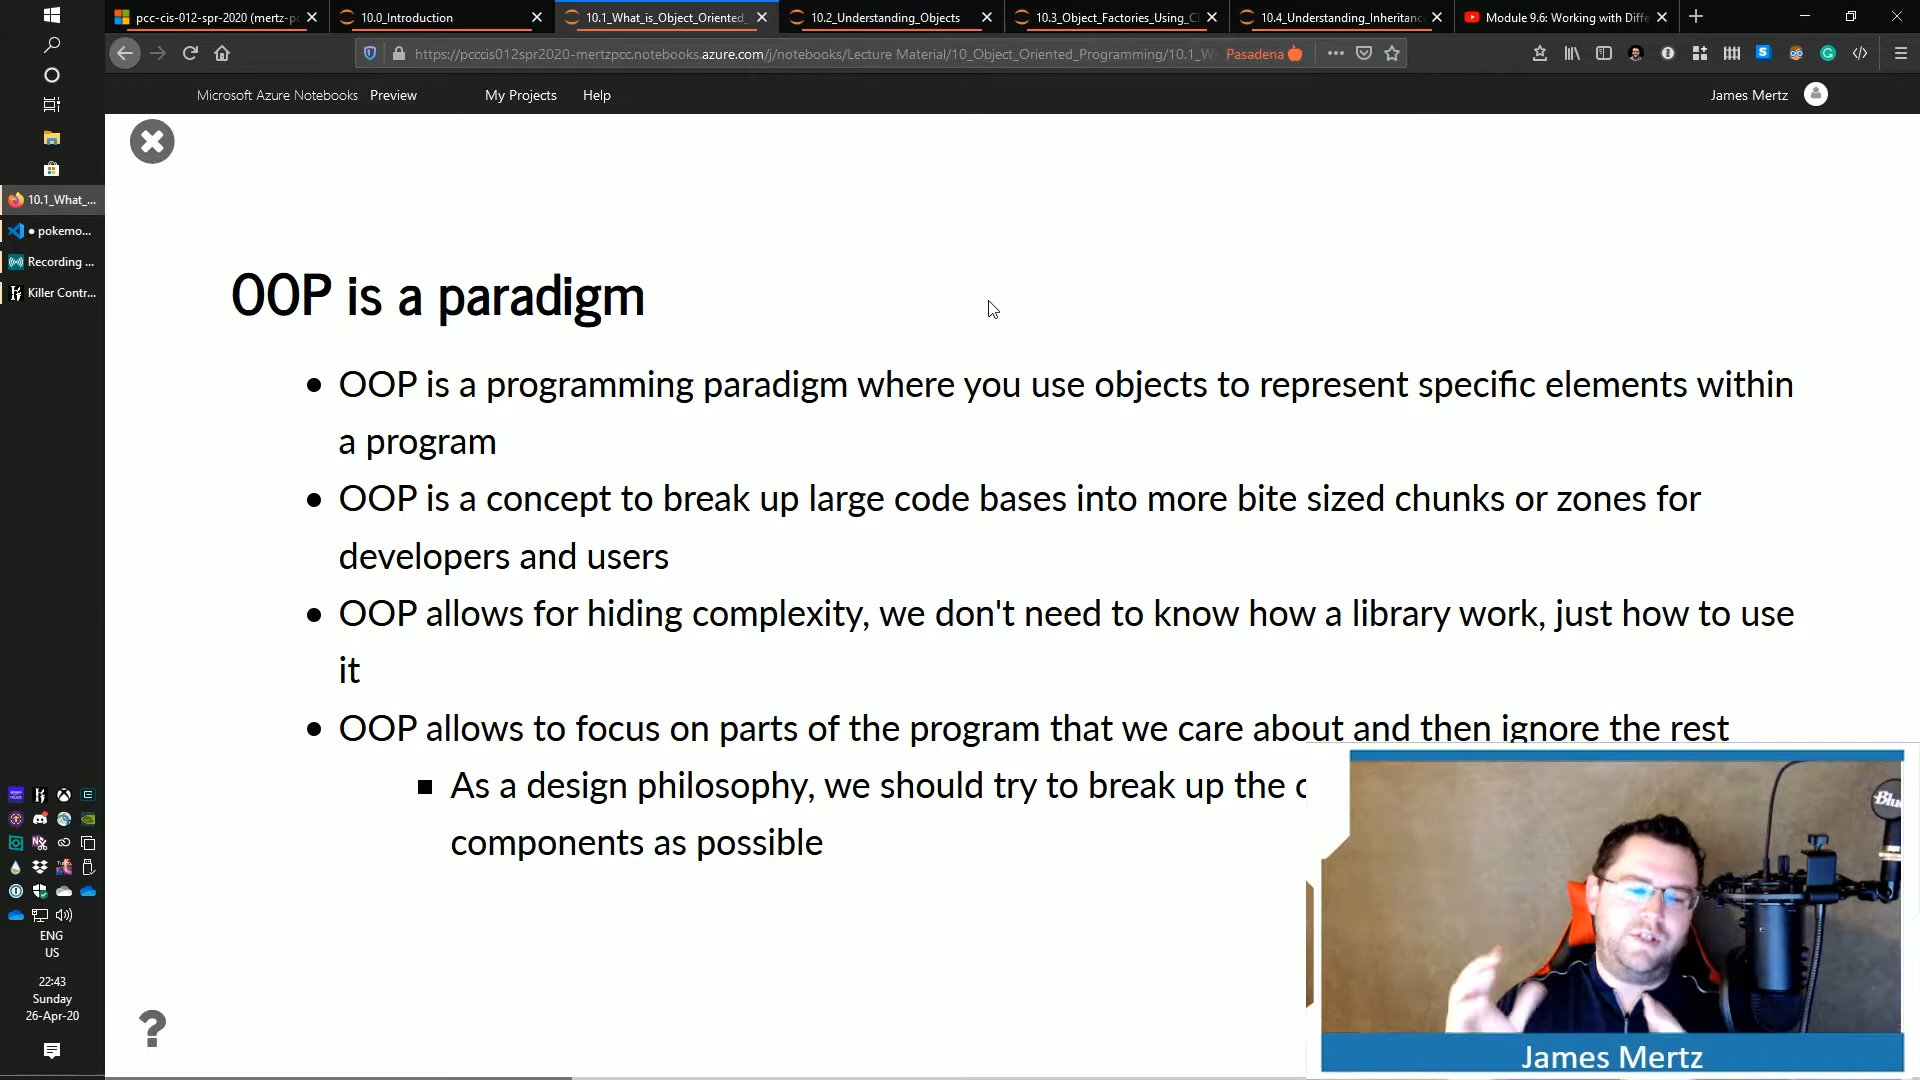 pcc-cis-012-spr-2020 (mertz-p
10.0_Introduction
10.1_What_is_Object_Oriented_
10.2_Understanding_Objects
10.3_Object_Factories_Using_C
10.4_Understanding_Inheritanc
Module 9.6: Working with Diffe
https://pcccis012spr2020-mertzpcc.notebooks.azure.com/j/notebooks/Lecture Material/10_Object_Oriented_Programming/10.1_W
Pasadena
Microsoft Azure Notebooks Preview My Projects Help
James Mertz
10.1_What_...
• pokemo...
Recording ...
Killer Contr...
OOP is a paradigm
• OOP is a programming paradigm where you use objects to represent specific elements within
a program
• OOP is a concept to break up large code bases into more bite sized chunks or zones for
developers and users
• OOP allows for hiding complexity, we don't need to know how a library work, just how to use
it
• OOP allows to focus on parts of the program that we care about and then ignore the rest
▪ As a design philosophy, we should try to break up the c
components as possible
Blue
ENG
US
22:43
Sunday
26-Apr-20
?
James Mertz